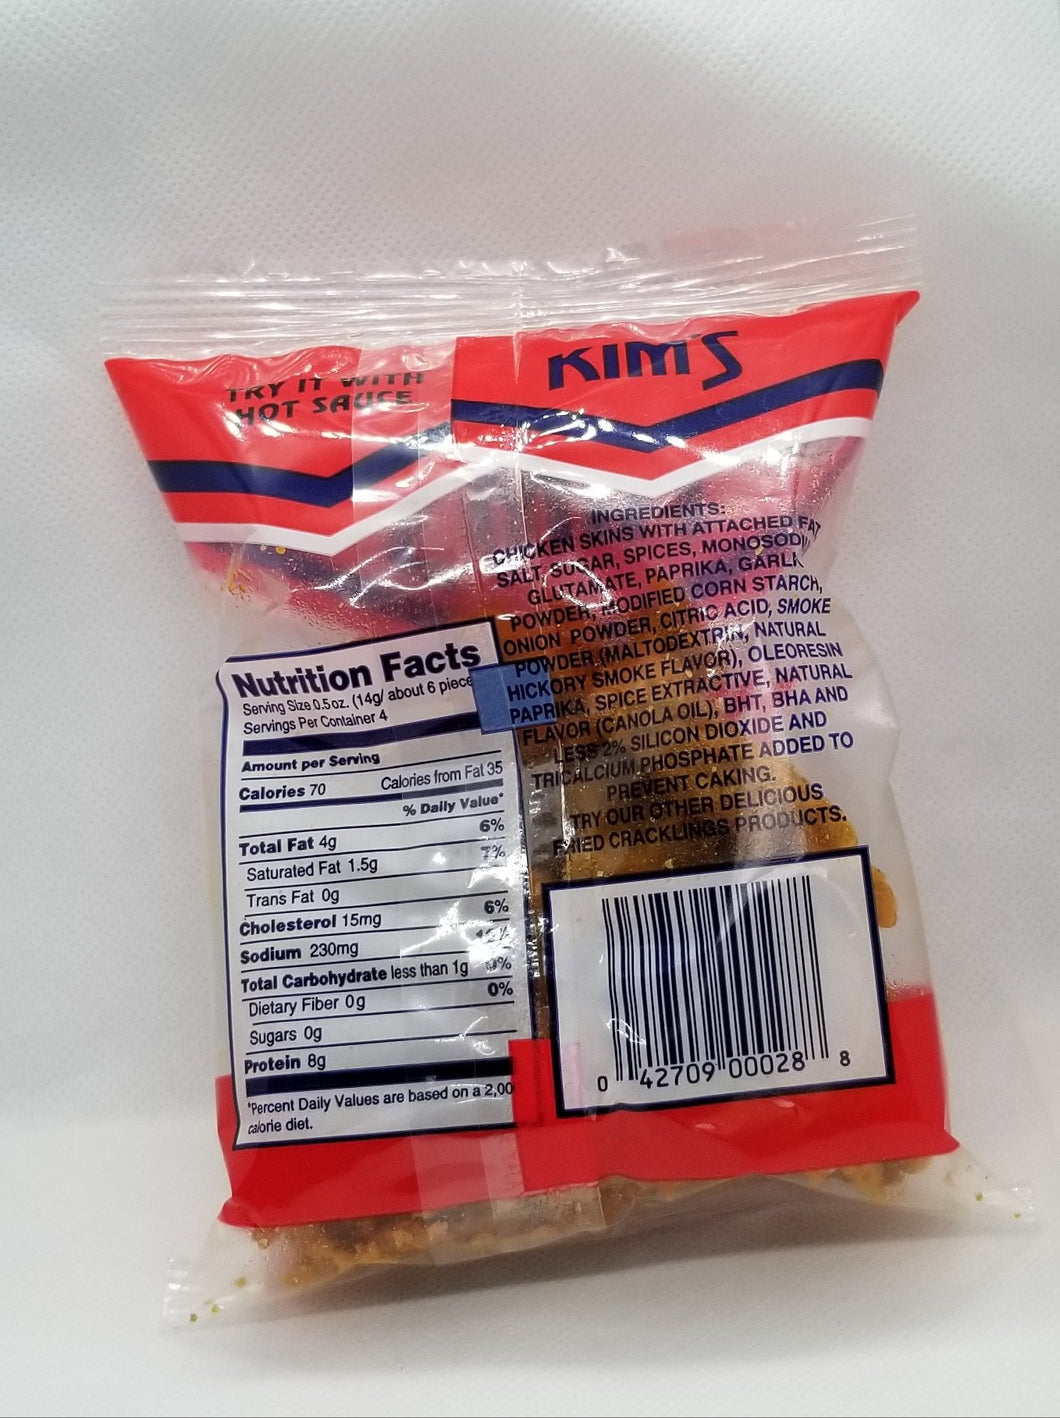 TRY IT WITH
HOT SAUCE
KIM'S
INGREDIENTS:
CHICKEN SKINS WITH ATTACHED FAT
SALT, SUGAR, SPICES,
GLUTAMATE, PAPRIKA,
POWDER, MODIFIED CORN STARCH,
ONION POWDER, CITRIC ACID, SMOKE
POWDER (MALTODEXTRIN, NATURAL
HICKORY SMOKE FLAVOR), OLEORESIN
PAPRIKA, SPICE EXTRACTIVE, NATURAL
FLAVOR (CANOLA OIL), BHT, BHA AND
LESS 2% SILICON DIOXIDE AND
TRICALCIUM PHOSPHATE ADDED TO
PREVENT CAKING.
TRY OUR OTHER DELICIOUS
FRIED CRACKLINGS PRODUCTS.
Nutrition Facts
Serving Size 0.5 oz. (14g/ about 6 piece
Servings Per Container 4
Amount per Serving
Calories 70 Calories from Fat 35
% Daily Value*
Total Fat 4g 6%
Saturated Fat 1.5g 7%
Trans Fat 0g
Cholesterol 15mg 6%
Sodium 230mg
Total Carbohydrate less than 1g 0%
Dietary Fiber 0g 0%
Sugars 0g
Protein 8g
*Percent Daily Values are based on a 2,00
calorie diet.
0 42709 00028 8